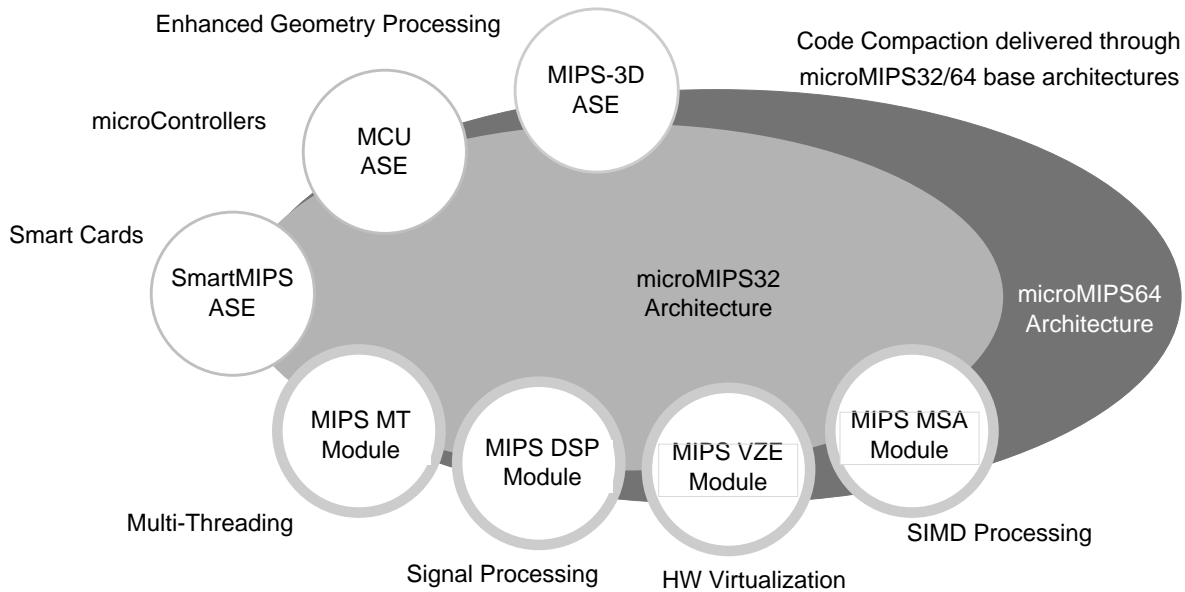 Enhanced Geometry Processing
Code Compaction delivered through
microMIPS32/64 base architectures
MIPS-3D
ASE
microControllers
MCU
ASE
Smart Cards
SmartMIPS
ASE
microMIPS32
Architecture
microMIPS64
Architecture
MIPS MT
Module
MIPS DSP
Module
MIPS VZE
Module
MIPS MSA
Module
Multi-Threading
Signal Processing
HW Virtualization
SIMD Processing